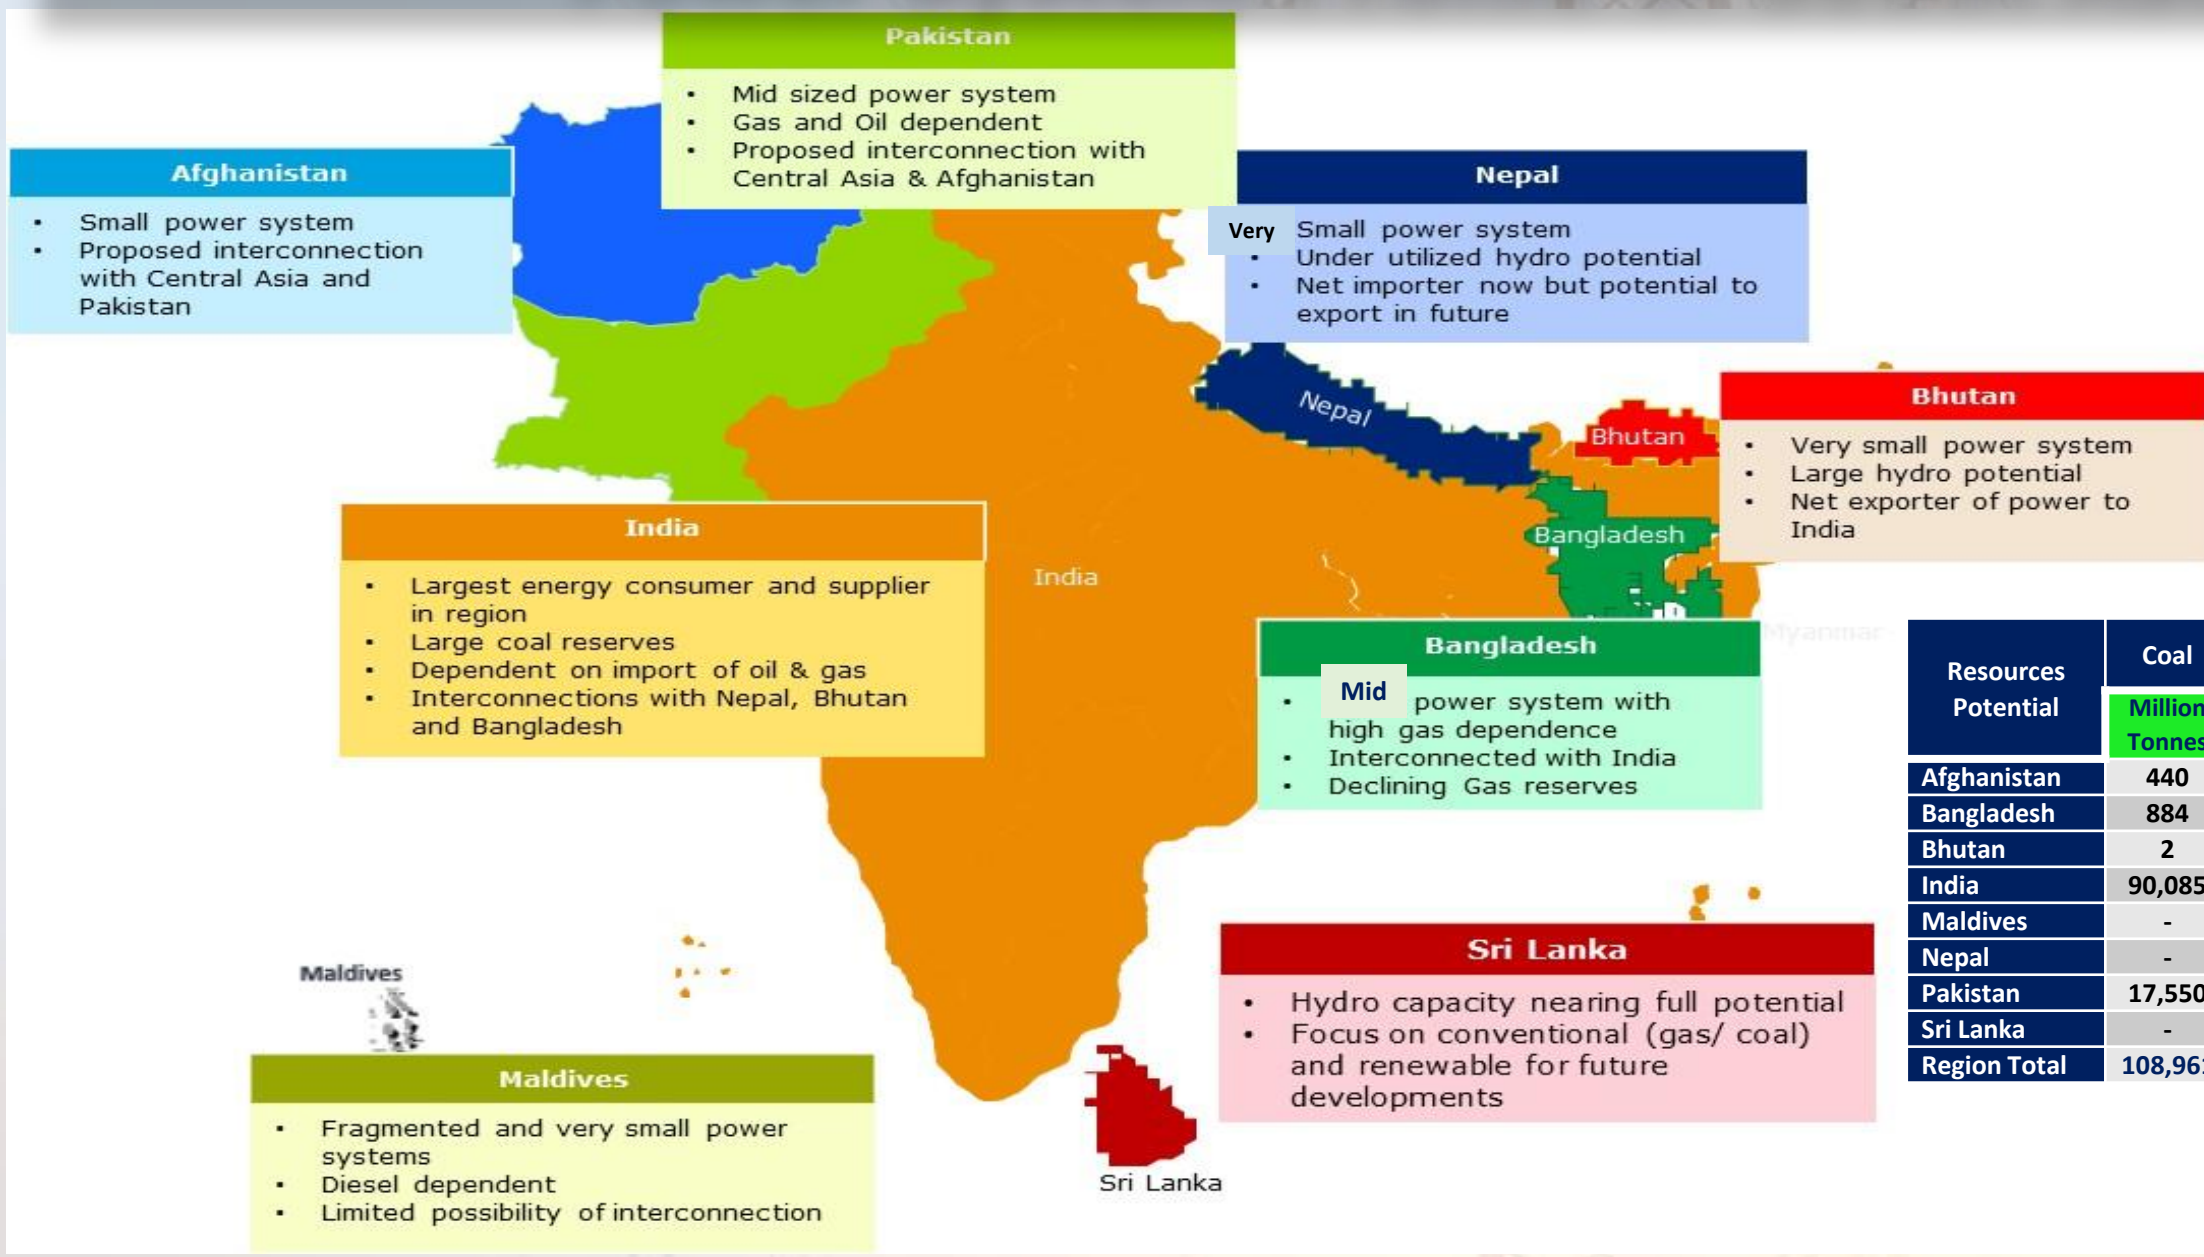 Pakistan
• Mid sized power system
• Gas and Oil dependent
• Proposed interconnection with
Central Asia & Afghanistan
Afghanistan
• Small power system
• Proposed interconnection
with Central Asia and
Pakistan
Nepal
Very Small power system
• Under utilized hydro potential
• Net importer now but potential to
export in future
Nepal
Bhutan
Bhutan
• Very small power system
• Large hydro potential
• Net exporter of power to
India
India
• Largest energy consumer and supplier
in region
• Large coal reserves
• Dependent on import of oil & gas
• Interconnections with Nepal, Bhutan
and Bangladesh
India
Bangladesh
Myanmar
Bangladesh
• Mid power system with
high gas dependence
• Interconnected with India
• Declining Gas reserves
Resources Potential
Coal
Million
Tonnes
Afghanistan 440
Bangladesh 884
Bhutan 2
India 90,085
Maldives -
Nepal -
Pakistan 17,550
Sri Lanka -
Region Total 108,961
Maldives
Maldives
• Fragmented and very small power
systems
• Diesel dependent
• Limited possibility of interconnection
Sri Lanka
• Hydro capacity nearing full potential
• Focus on conventional (gas/ coal)
and renewable for future
developments
Sri Lanka